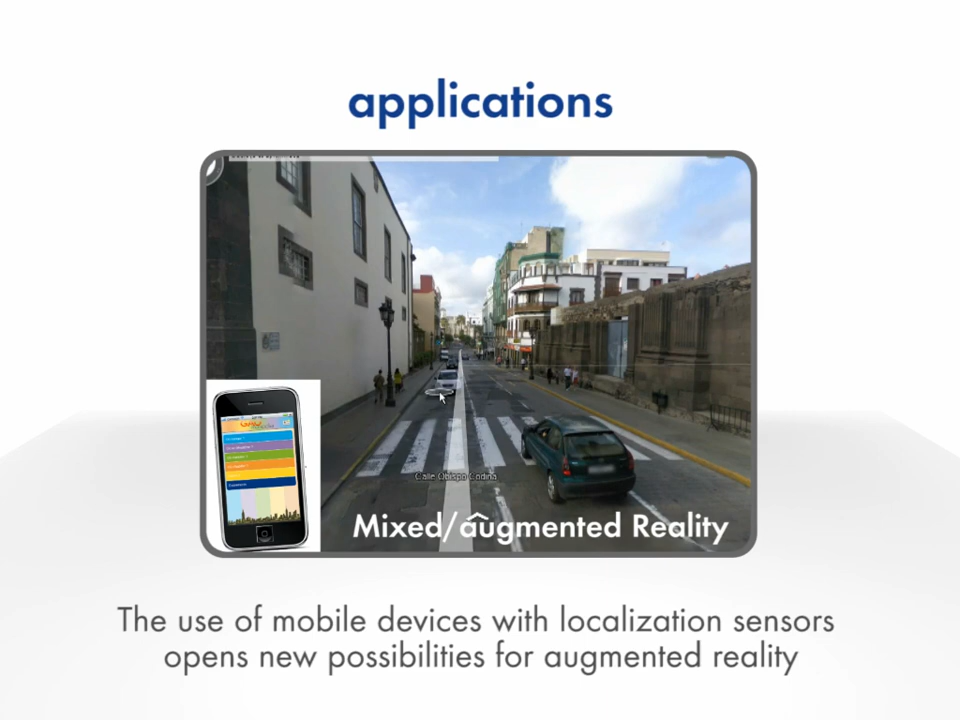 applications
Calle Obispo Codina
Mixed/augmented Reality
The use of mobile devices with localization sensors
opens new possibilities for augmented reality